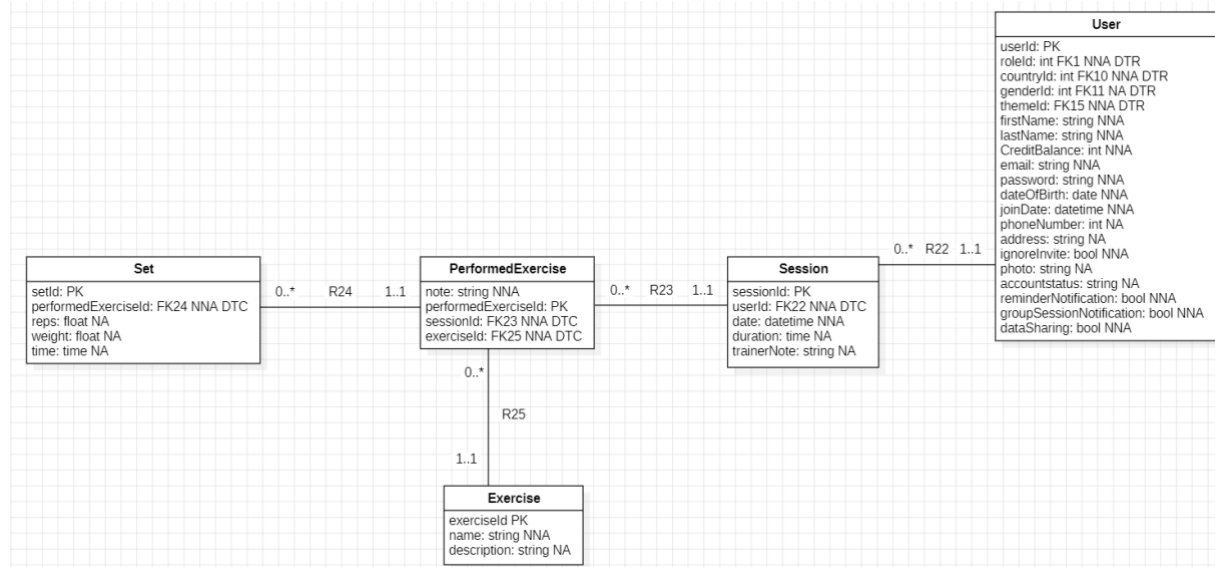 User
userId: PK
roleId: int FK1 NNA DTR
countryId: int FK10 NNA DTR
genderId: int FK11 NA DTR
themeId: FK15 NNA DTR
firstName: string NNA
lastName: string NNA
CreditBalance: int NNA
email: string NNA
password: string NNA
dateOfBirth: date NNA
joinDate: datetime NNA
phoneNumber: int NA
address: string NA
ignoreInvite: bool NNA
photo: string NA
accountstatus: string NA
reminderNotification: bool NNA
groupSessionNotification: bool NNA
dataSharing: bool NNA
Set
setId: PK
performedExerciseId: FK24 NNA DTC
reps: float NA
weight: float NA
time: time NA
0..* R24 1..1
PerformedExercise
note: string NNA
performedExerciseId: PK
sessionId: FK23 NNA DTC
exerciseId: FK25 NNA DTC
0..* R23 1..1
Session
sessionId: PK
userId: FK22 NNA DTC
date: datetime NNA
duration: time NA
trainerNote: string NA
0..* R22 1..1
0..*
R25
1..1
Exercise
exerciseId PK
name: string NNA
description: string NA